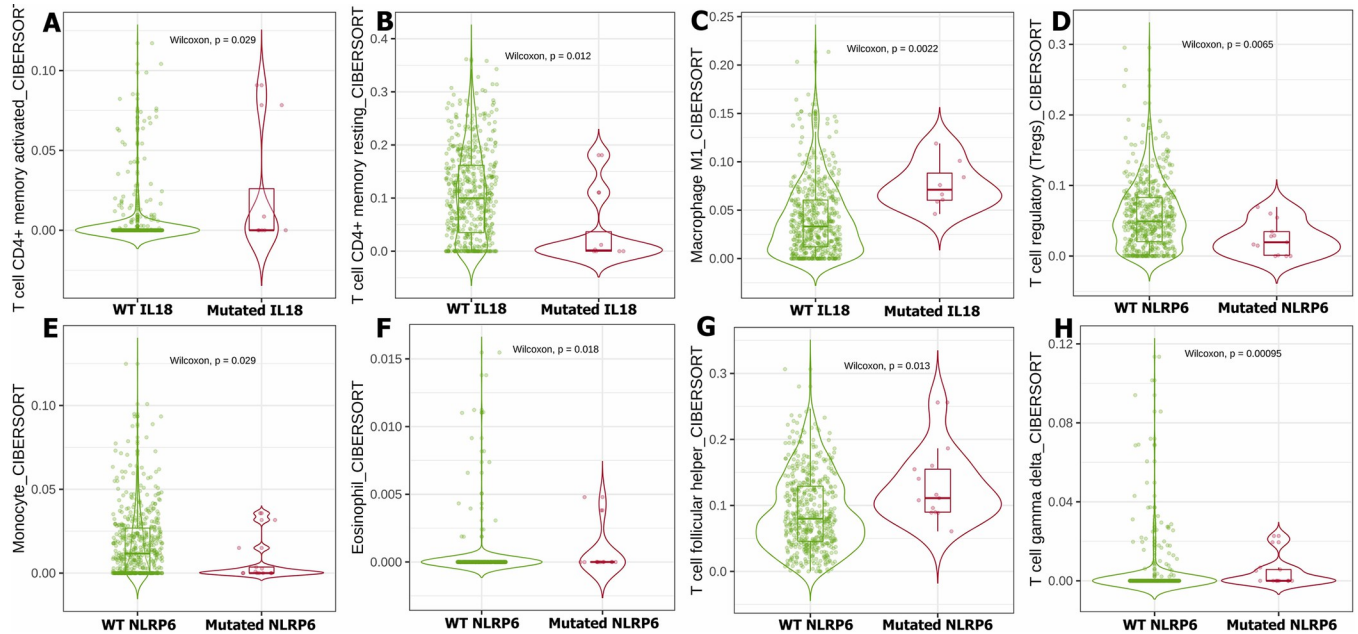 A
T cell CD4+ memory activated_CIBERSORT
0.10
0.05
0.00
Wilcoxon, p = 0.029
WT IL18
Mutated IL18
B
T cell CD4+ memory resting_CIBERSORT
0.4
0.3
0.2
0.1
0.0
Wilcoxon, p = 0.012
WT IL18
Mutated IL18
C
Macrophage M1_CIBERSORT
0.25
0.20
0.15
0.10
0.05
0.00
Wilcoxon, p = 0.0022
WT IL18
Mutated IL18
D
T cell regulatory (Tregs)_CIBERSORT
0.3
0.2
0.1
0.0
Wilcoxon, p = 0.0065
WT NLRP6
Mutated NLRP6
E
Monocyte_CIBERSORT
0.10
0.05
0.00
Wilcoxon, p = 0.029
WT NLRP6
Mutated NLRP6
F
Eosinophil_CIBERSORT
0.015
0.010
0.005
0.000
Wilcoxon, p = 0.018
WT NLRP6
Mutated NLRP6
G
T cell follicular helper_CIBERSORT
0.3
0.2
0.1
0.0
Wilcoxon, p = 0.013
WT NLRP6
Mutated NLRP6
H
T cell gamma delta_CIBERSORT
0.12
0.08
0.04
0.00
Wilcoxon, p = 0.00095
WT NLRP6
Mutated NLRP6